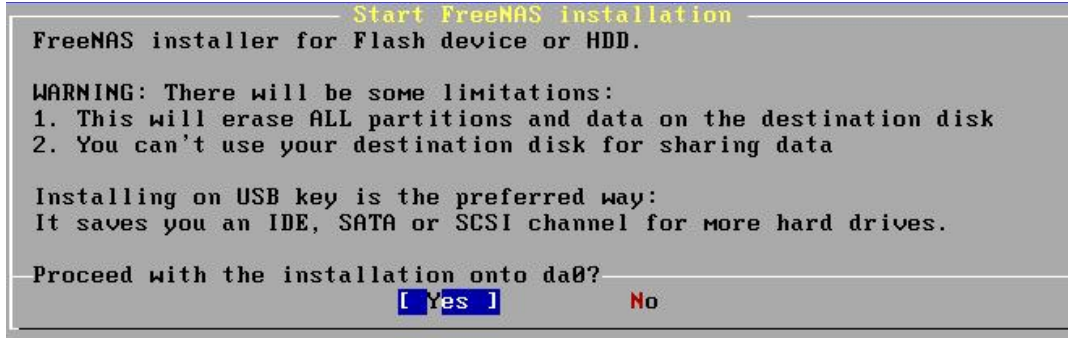 Start FreeNAS installation
FreeNAS installer for Flash device or HDD.
WARNING: There will be some limitations:
1. This will erase ALL partitions and data on the destination disk
2. You can't use your destination disk for sharing data
Installing on USB key is the preferred way:
It saves you an IDE, SATA or SCSI channel for more hard drives.
Proceed with the installation onto da0?
[ Yes ] No